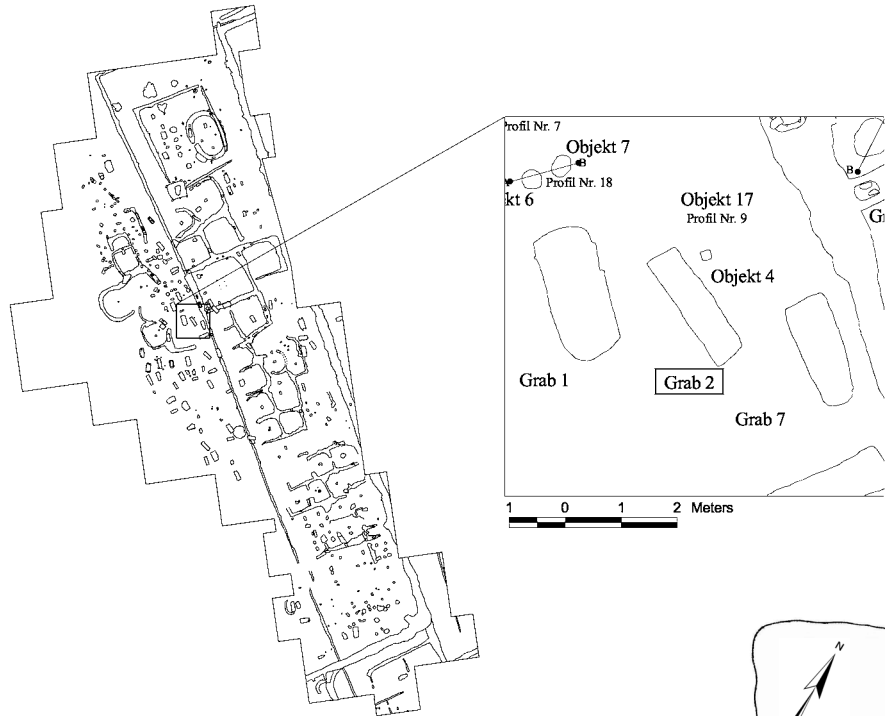 Profil Nr. 7
Objekt 7
B
Profil Nr. 18
kt 6
Objekt 17
Profil Nr. 9
B
Gr
Objekt 4
Grab 1
Grab 2
Grab 7
1 0 1 2 Meters
N